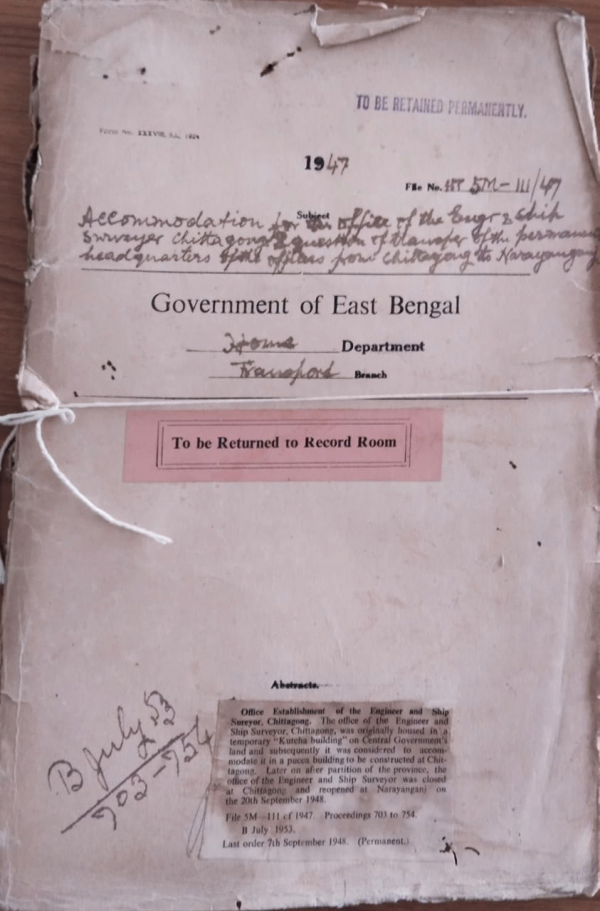 TO BE RETAINED PERMANENTLY.
Form No. XXXVIII,
1947
File No. 5M-111/47
Subject
Accommodation for the office of the Engr & Ship
Surveyor Chittagong & question of transfer of the permanent
headquarters of the officers from Chittagong to Narayanganj
Government of East Bengal
Home Department
Transport Branch
To be Returned to Record Room
Abstracts.
Office Establishment of the Engineer and Ship
Sureyor, Chittagong. The office of the Engineer and
Ship Surveyor, Chittagong, was originally housed in a
temporary "Kutcha building" on Central Government's
land and subsequently it was considered to accom-
modate it in a pucca building to be constructed at Chit-
tagong. Later on after partition of the province, the
office of the Engineer and Ship Surveyor was closed
at Chittagong and reopened at Narayanganj on
the 20th September 1948.
File 5M—111 of 1947. Proceedings 703 to 754.
B July 1953.
Last order 7th September 1948. (Permanent.)
B July 53
703-754